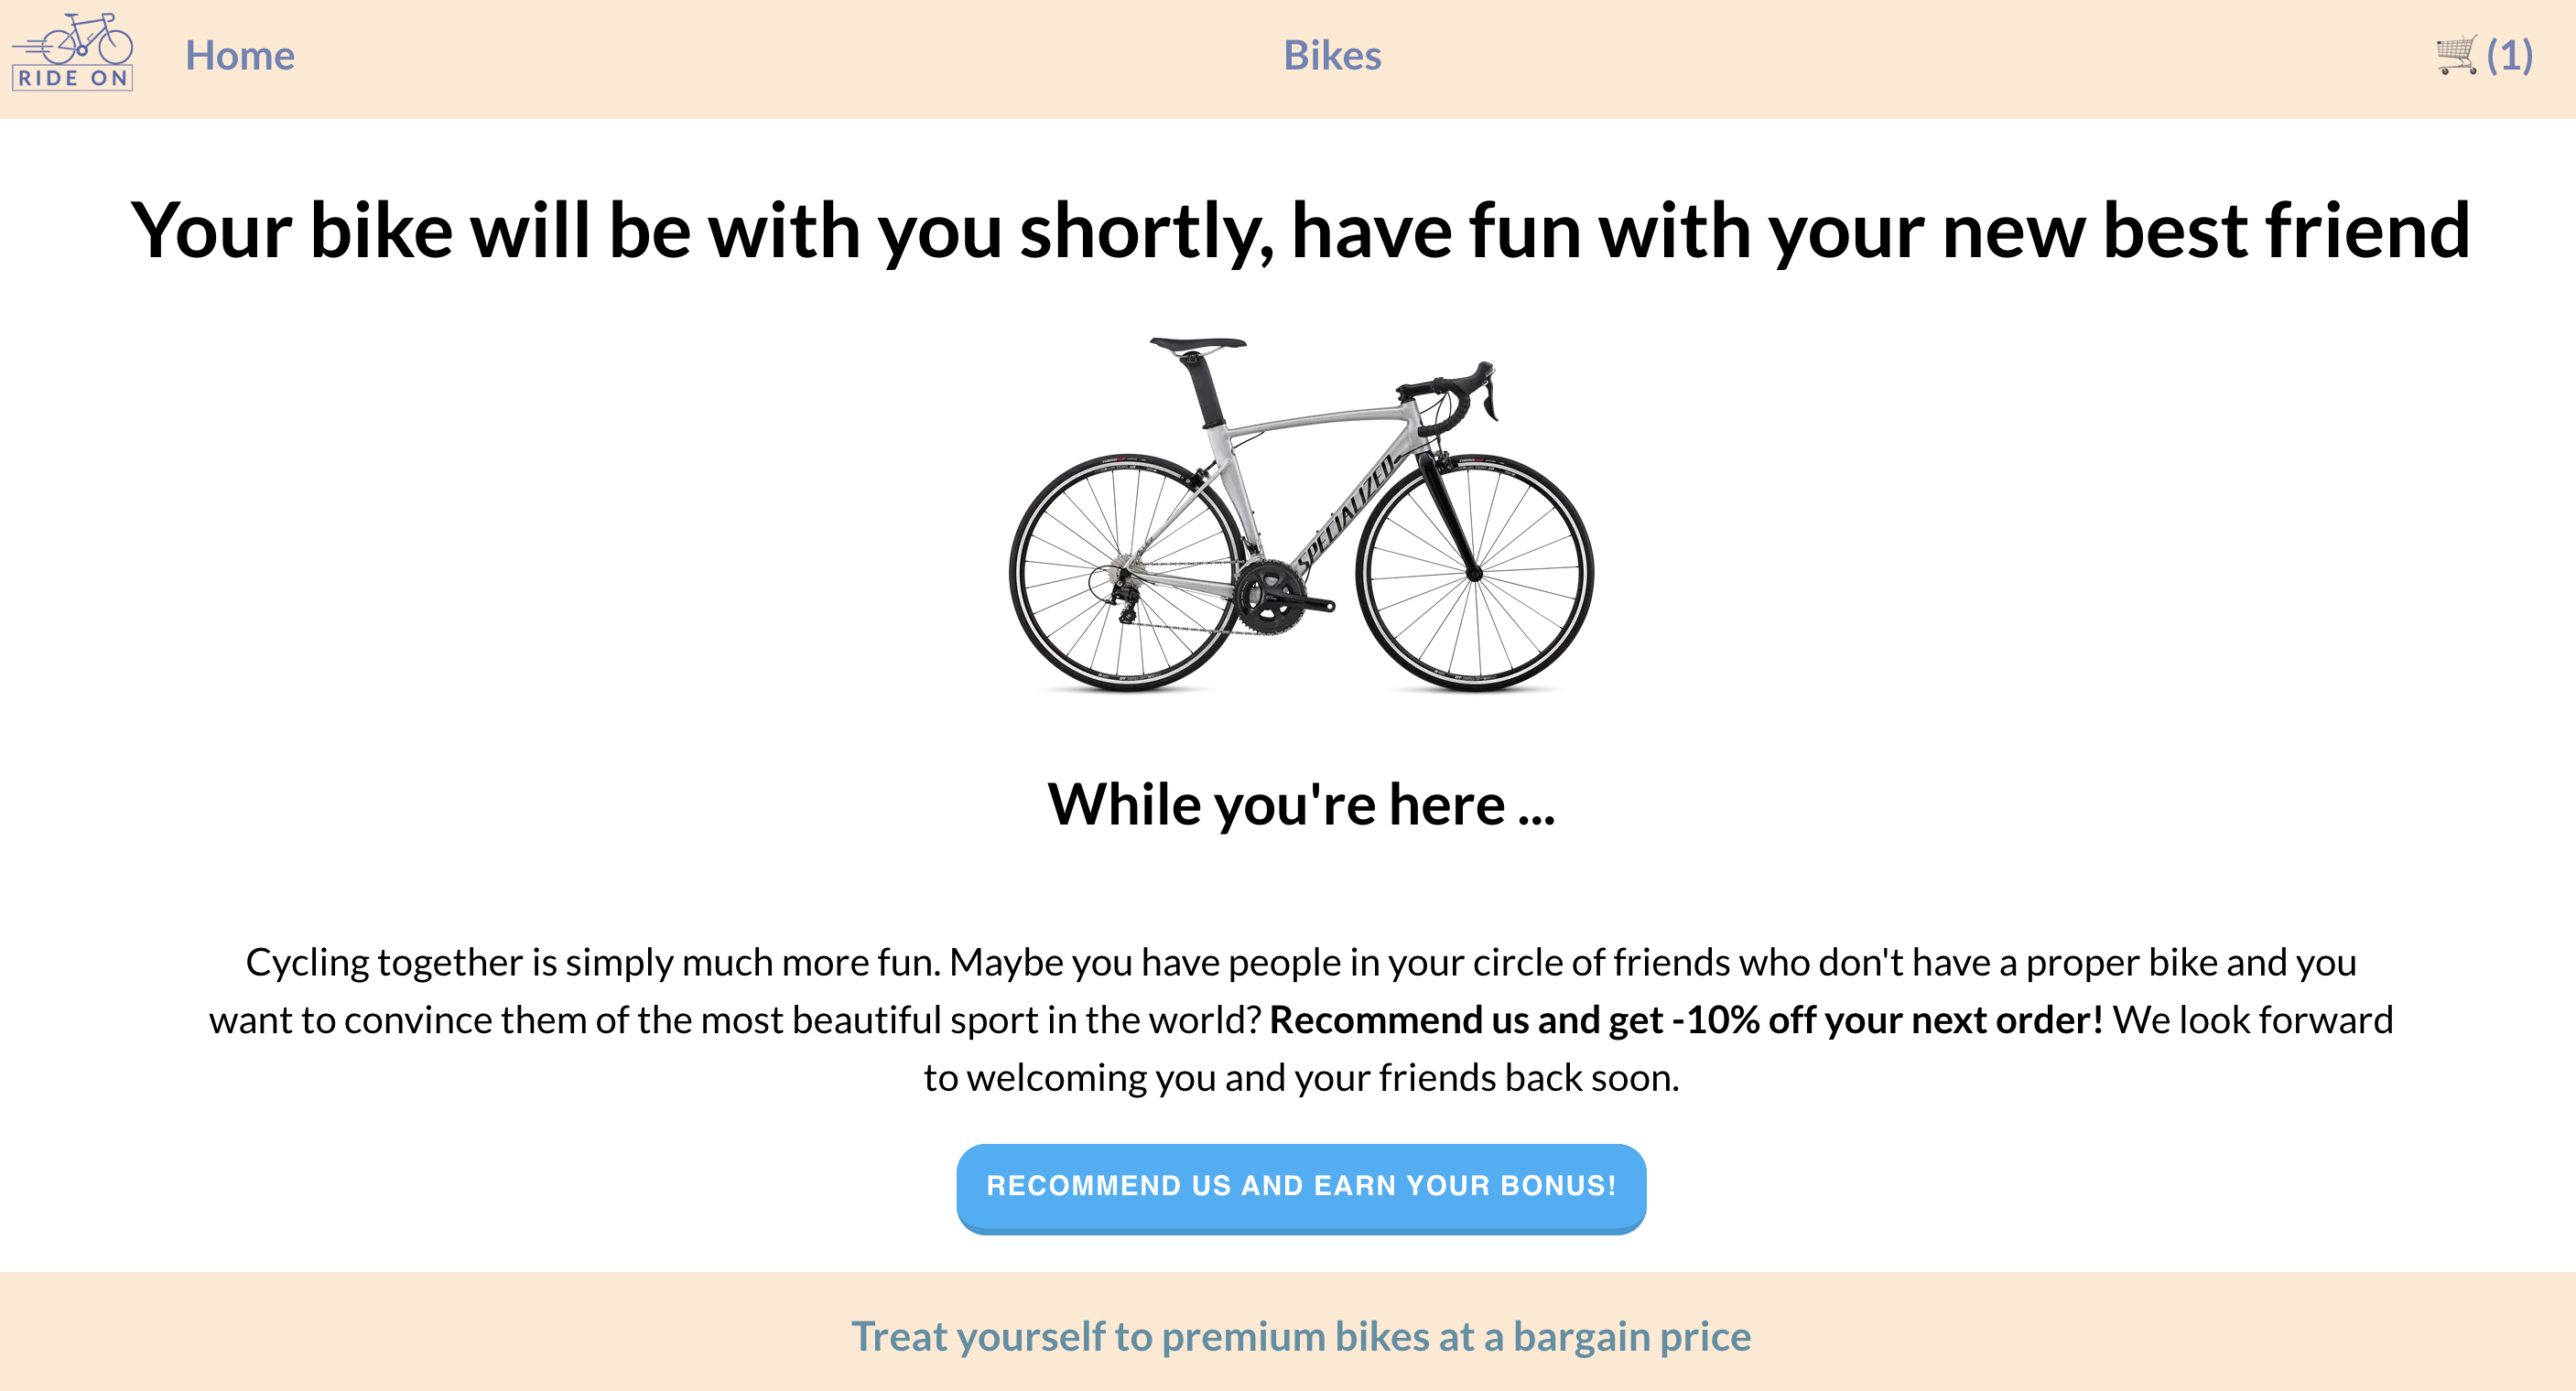 RIDE ON
Home
Bikes
(1)
Your bike will be with you shortly, have fun with your new best friend
SPECIALIZED
While you're here ...
Cycling together is simply much more fun. Maybe you have people in your circle of friends who don't have a proper bike and you
want to convince them of the most beautiful sport in the world? Recommend us and get -10% off your next order! We look forward
to welcoming you and your friends back soon.
RECOMMEND US AND EARN YOUR BONUS!
Treat yourself to premium bikes at a bargain price